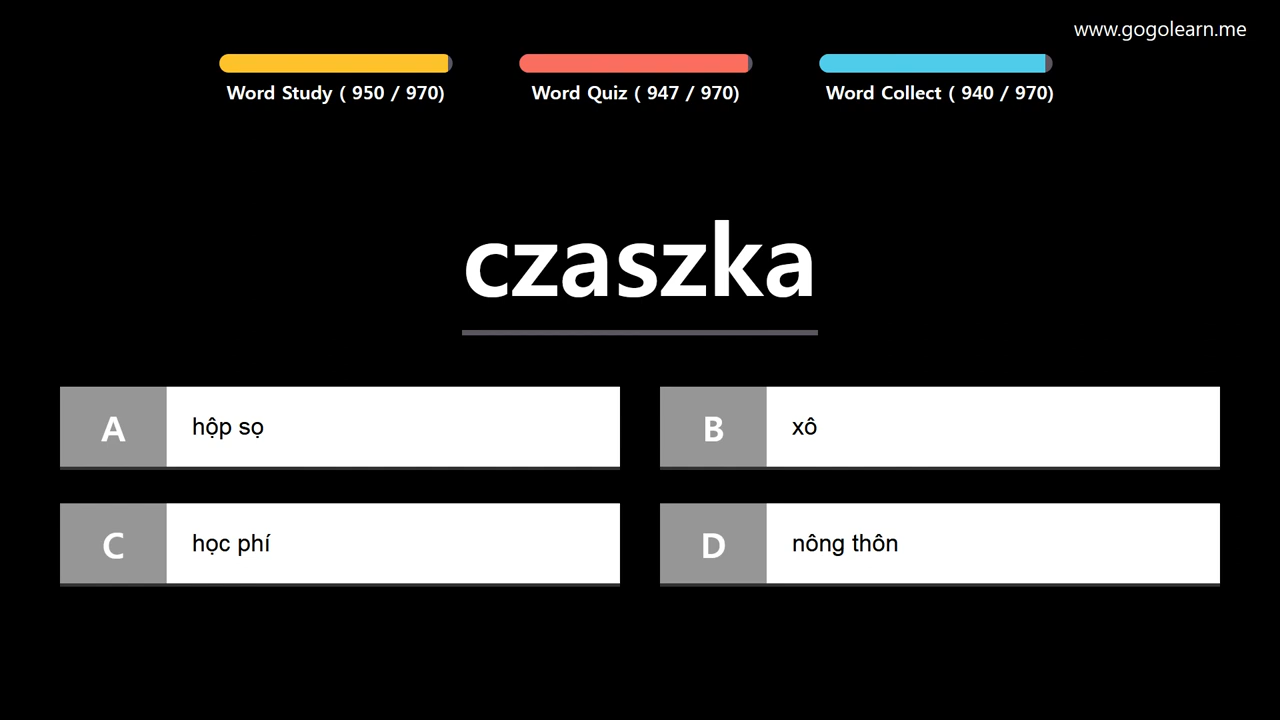 www.gogolearn.me
Word Study ( 950 / 970)
Word Quiz ( 947 / 970)
Word Collect ( 940 / 970)
czaszka
A
hộp sọ
B
xô
C
học phí
D
nông thôn